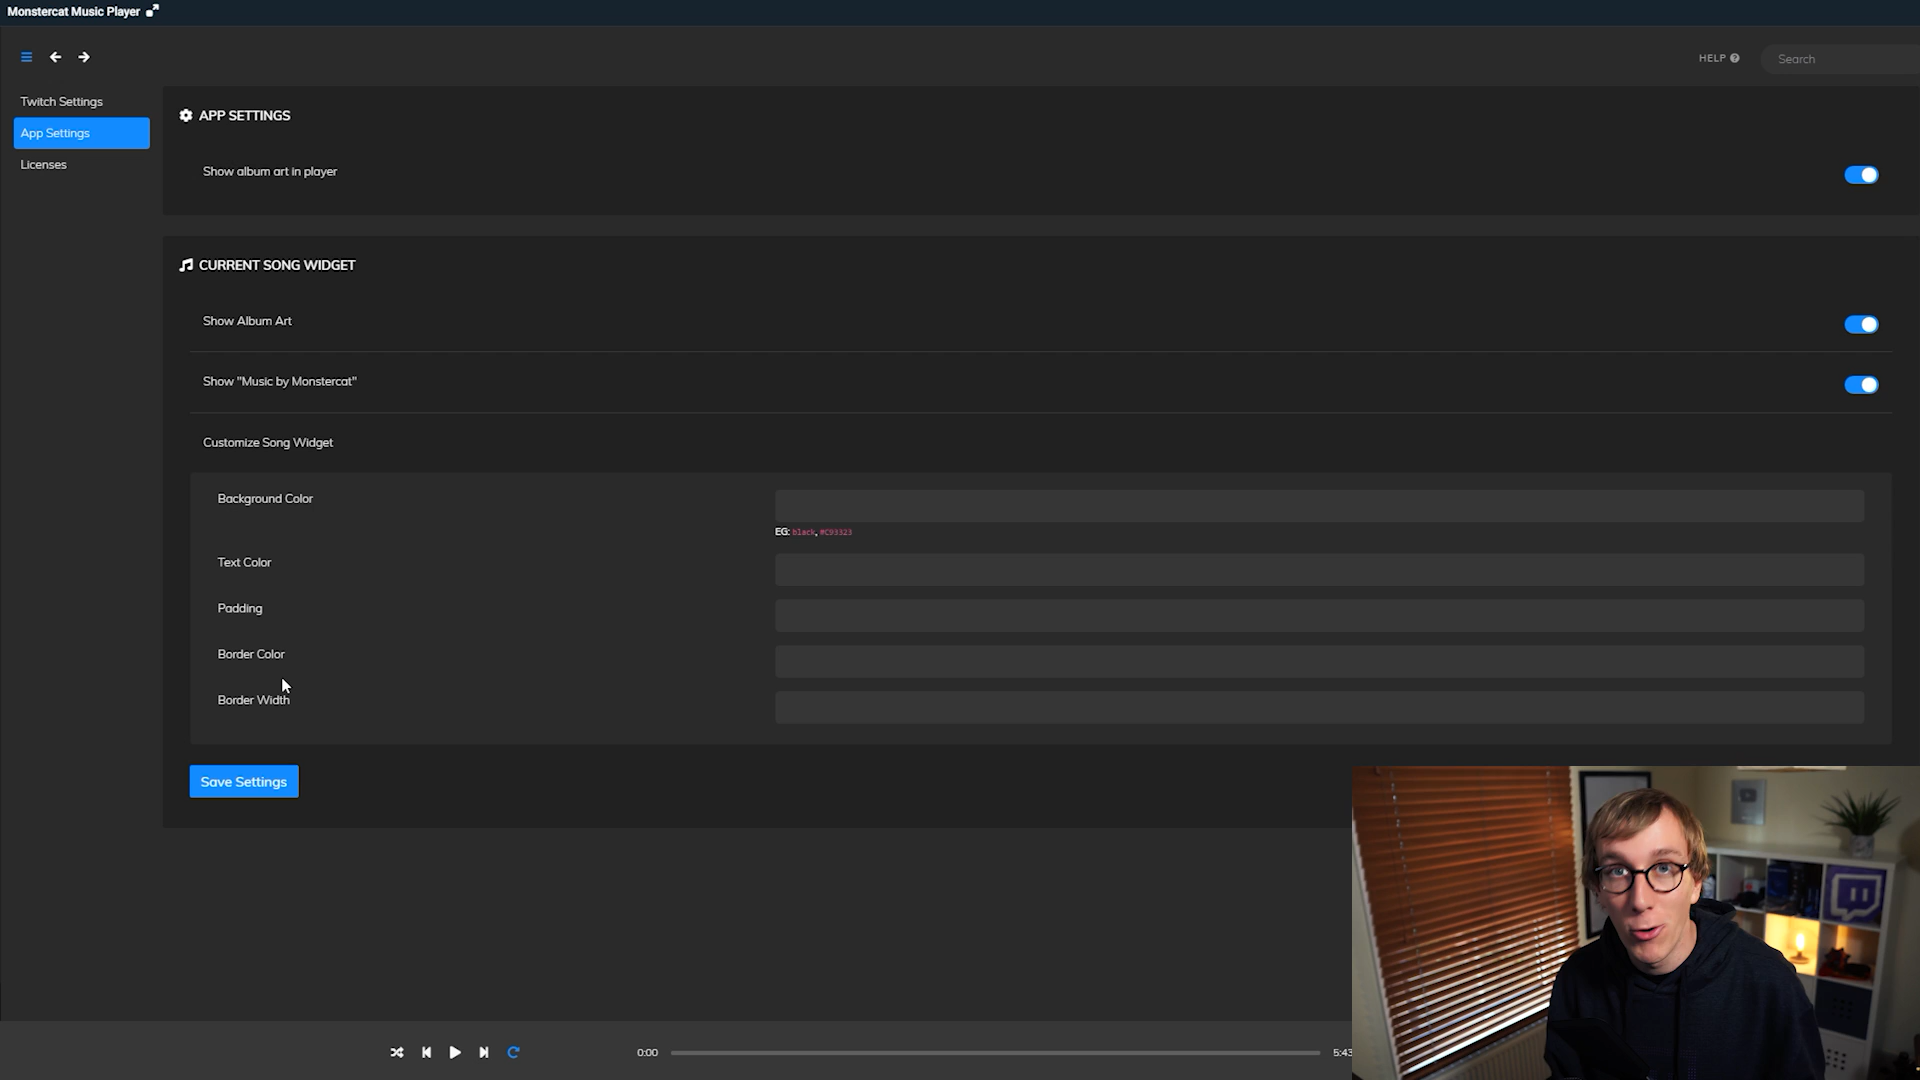 Monstercat Music Player
HELP
Search
Twitch Settings
App Settings
Licenses
APP SETTINGS
Show album art in player
CURRENT SONG WIDGET
Show Album Art
Show "Music by Monstercat"
Customize Song Widget
Background Color
EG: black, #C93323
Text Color
Padding
Border Color
Border Width
Save Settings
0:00
5:43